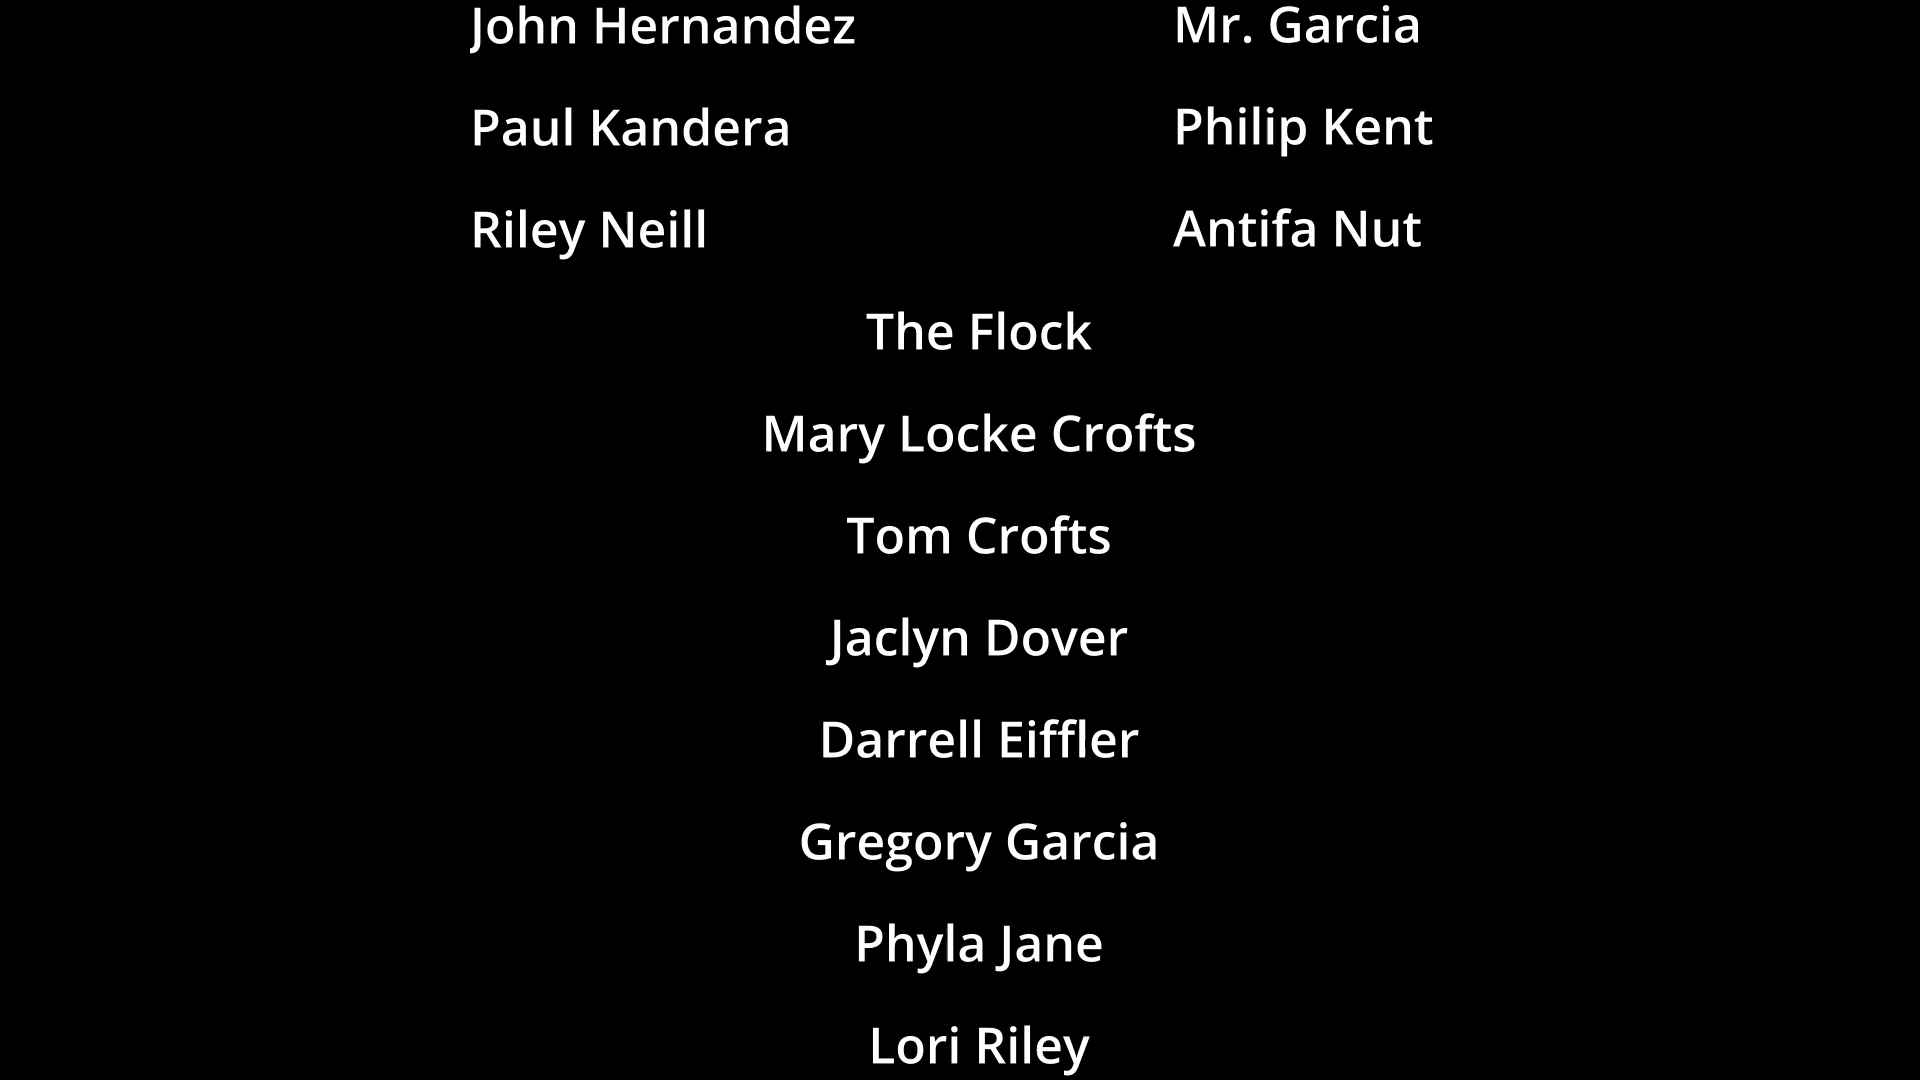 John Hernandez Mr. Garcia
Paul Kandera Philip Kent
Riley Neill Antifa Nut
The Flock
Mary Locke Crofts
Tom Crofts
Jaclyn Dover
Darrell Eiffler
Gregory Garcia
Phyla Jane
Lori Riley